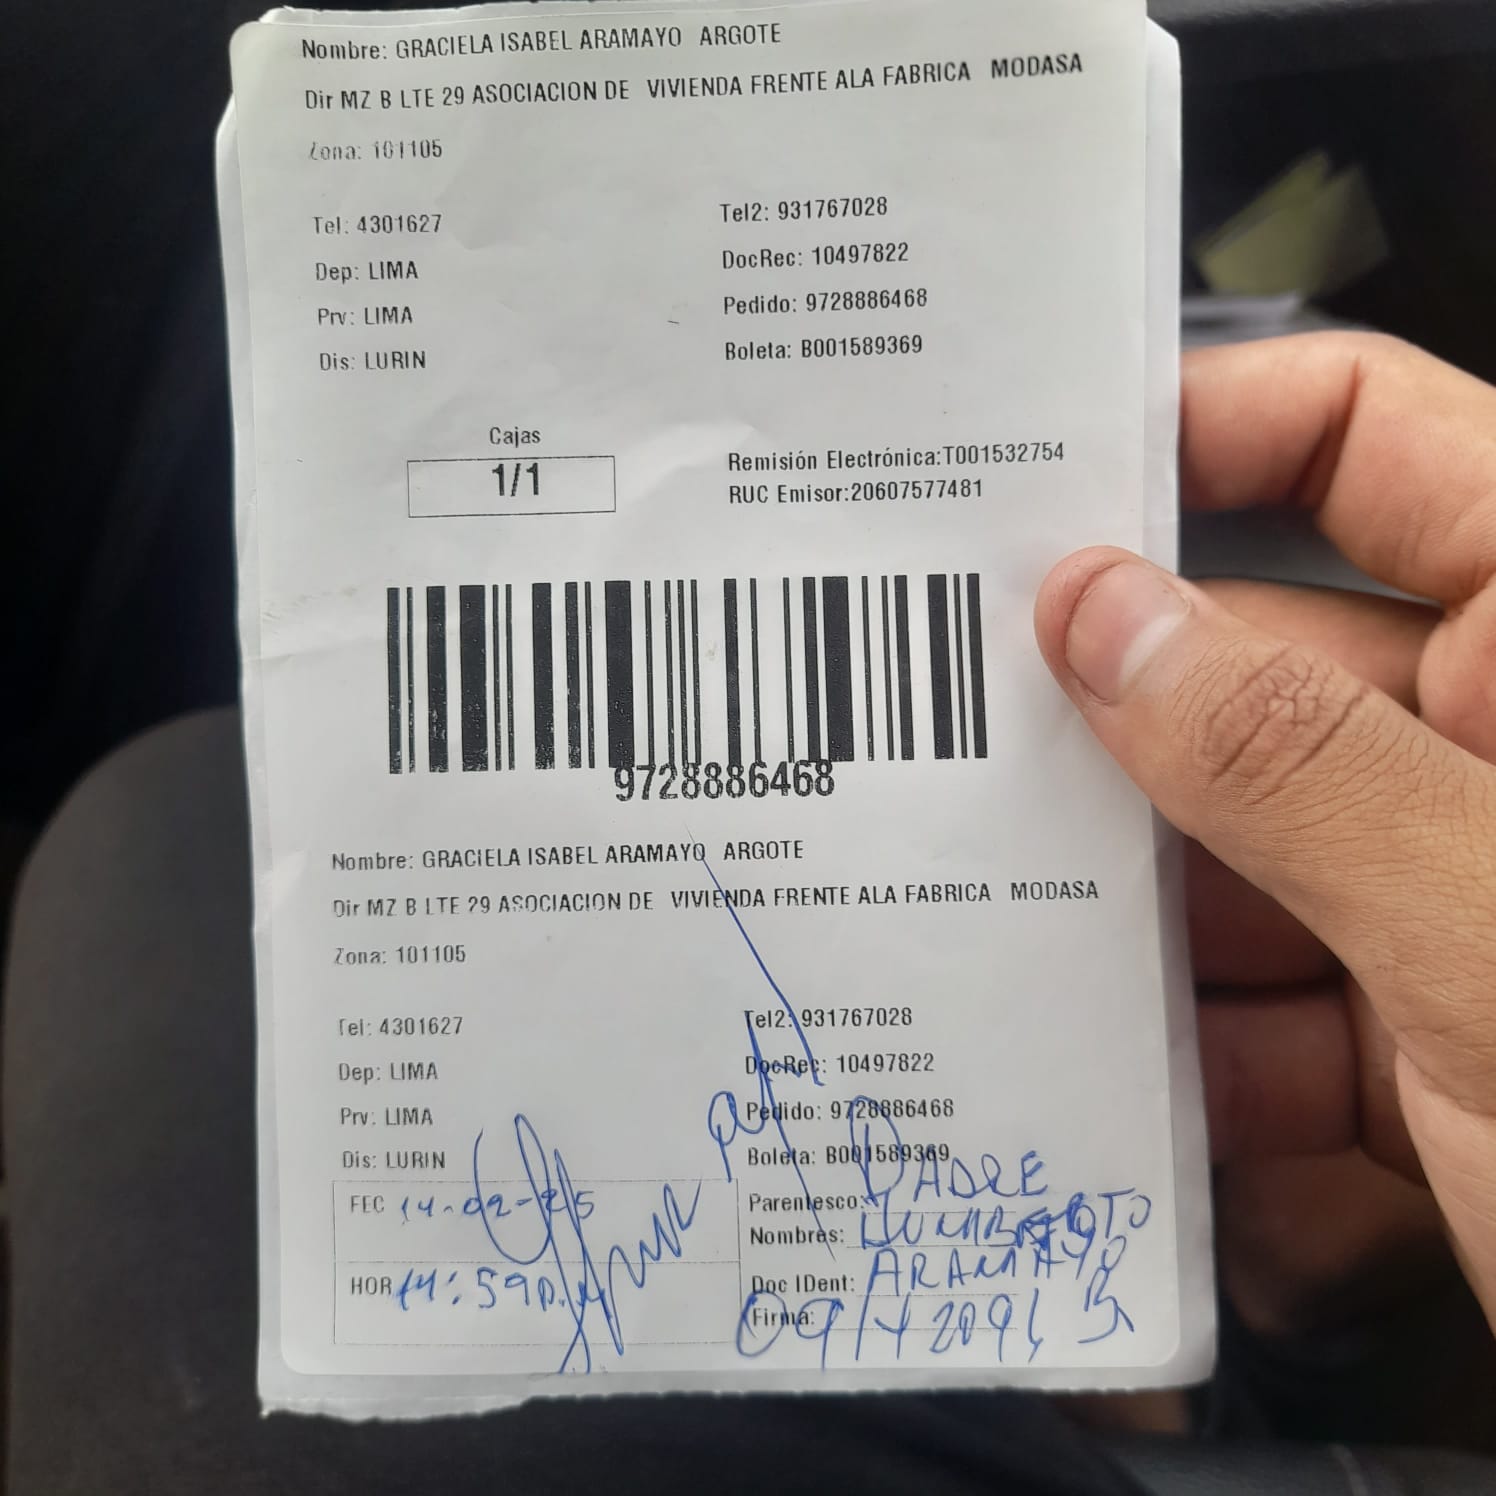 Nombre: GRACIELA ISABEL ARAMAYO ARGOTE
Dir MZ B LTE 29 ASOCIACION DE VIVIENDA FRENTE ALA FABRICA MODASA
Zona: 101105
Tel: 4301627 Tel2: 931767028
Dep: LIMA DocRec: 10497822
Prv: LIMA Pedido: 9728886468
Dis: LURIN Boleta: B001589369
Cajas
1/1
Remisión Electrónica:T001532754
RUC Emisor:20607577481
9728886468
Nombre: GRACIELA ISABEL ARAMAYO ARGOTE
Dir MZ B LTE 29 ASOCIACION DE VIVIENDA FRENTE ALA FABRICA MODASA
Zona: 101105
Tel: 4301627 Tel2: 931767028
Dep: LIMA DocRec: 10497822
Prv: LIMA Pedido: 9728886468
Dis: LURIN Boleta: B001589369
FEC 14-02-25 Parentesco: PADRE
Nombres: HUMBERTO
ARAMAYO
HOR 14:59 Doc IDent:
Firma: